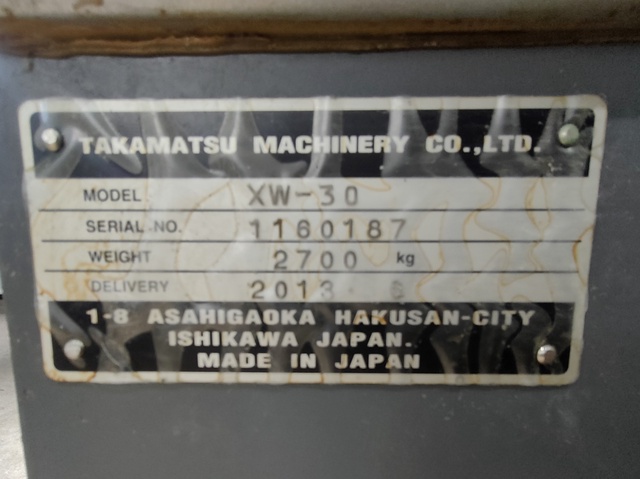 TAKAMATSU MACHINERY CO.,LTD.
MODEL XW-30
SERIAL NO. 1160187
WEIGHT 2700 kg
DELIVERY 2013 6
1-8 ASAHIGAOKA HAKUSAN-CITY
ISHIKAWA JAPAN.
MADE IN JAPAN